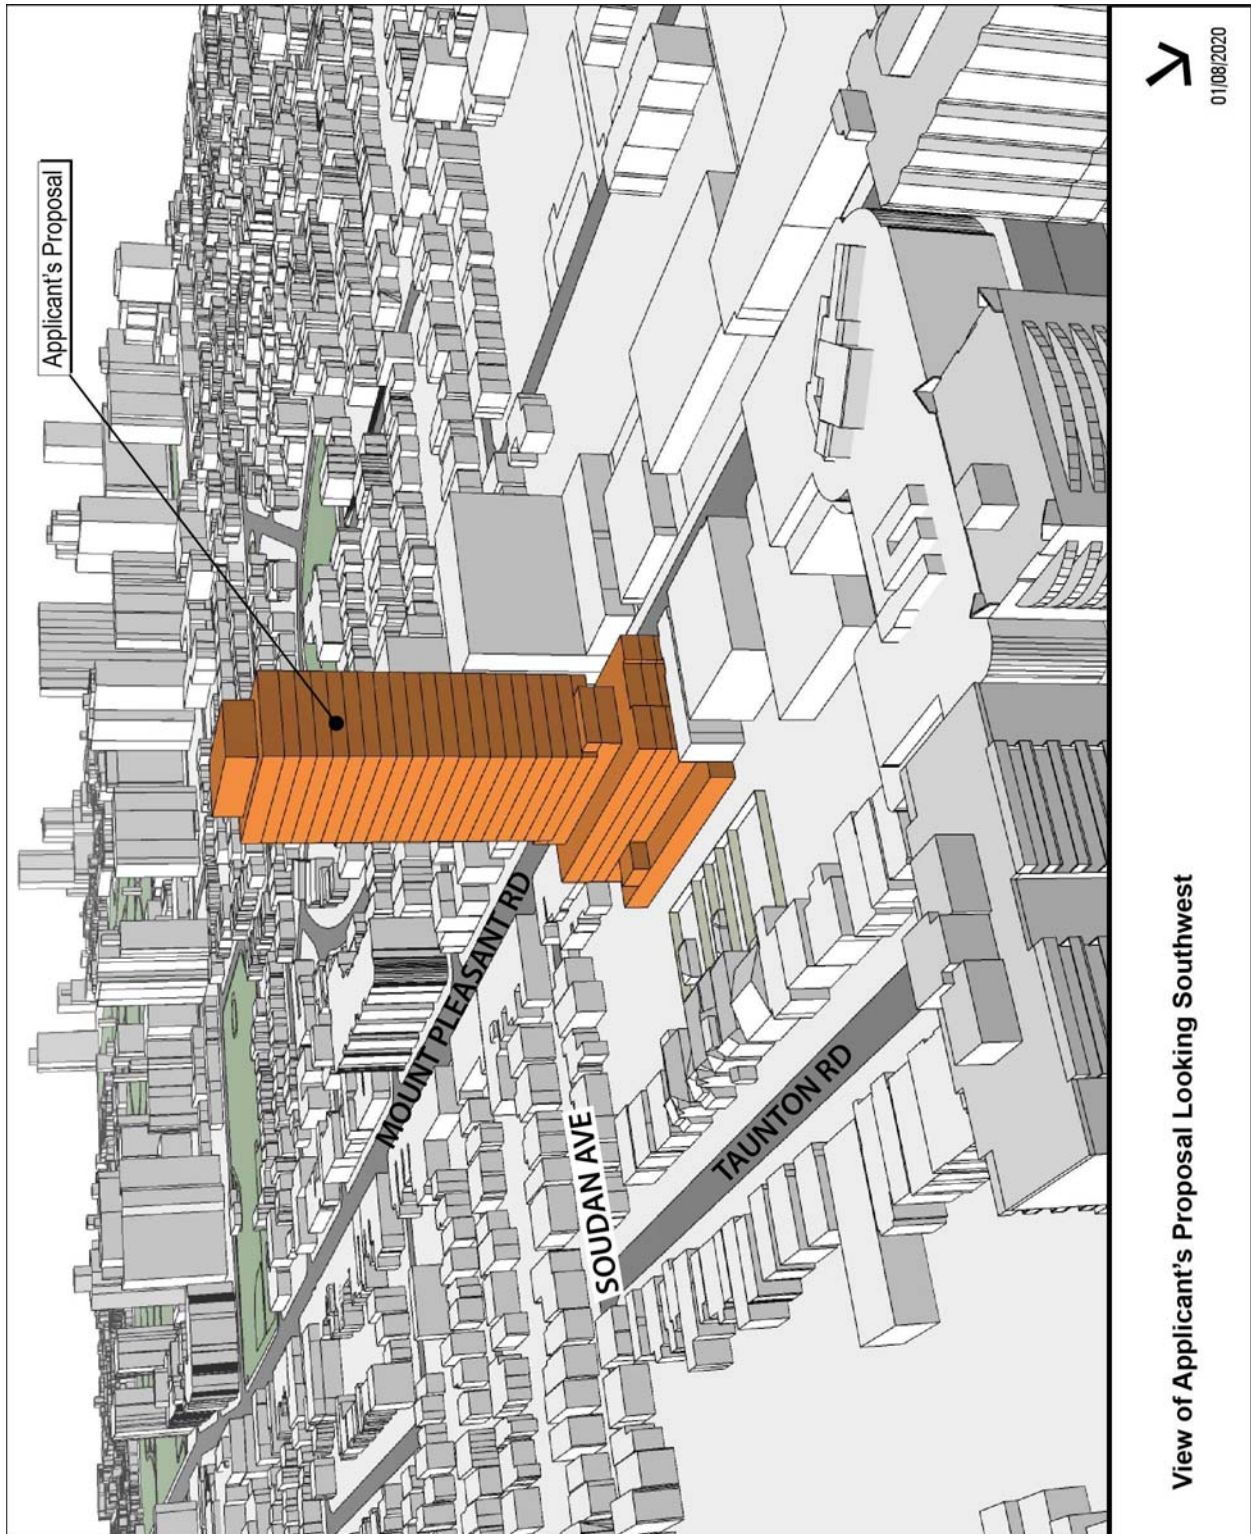 Applicant's Proposal
MOUNT PLEASANT RD
SOUDAN AVE
TAUNTON RD
View of Applicant's Proposal Looking Southwest
01/08/2020